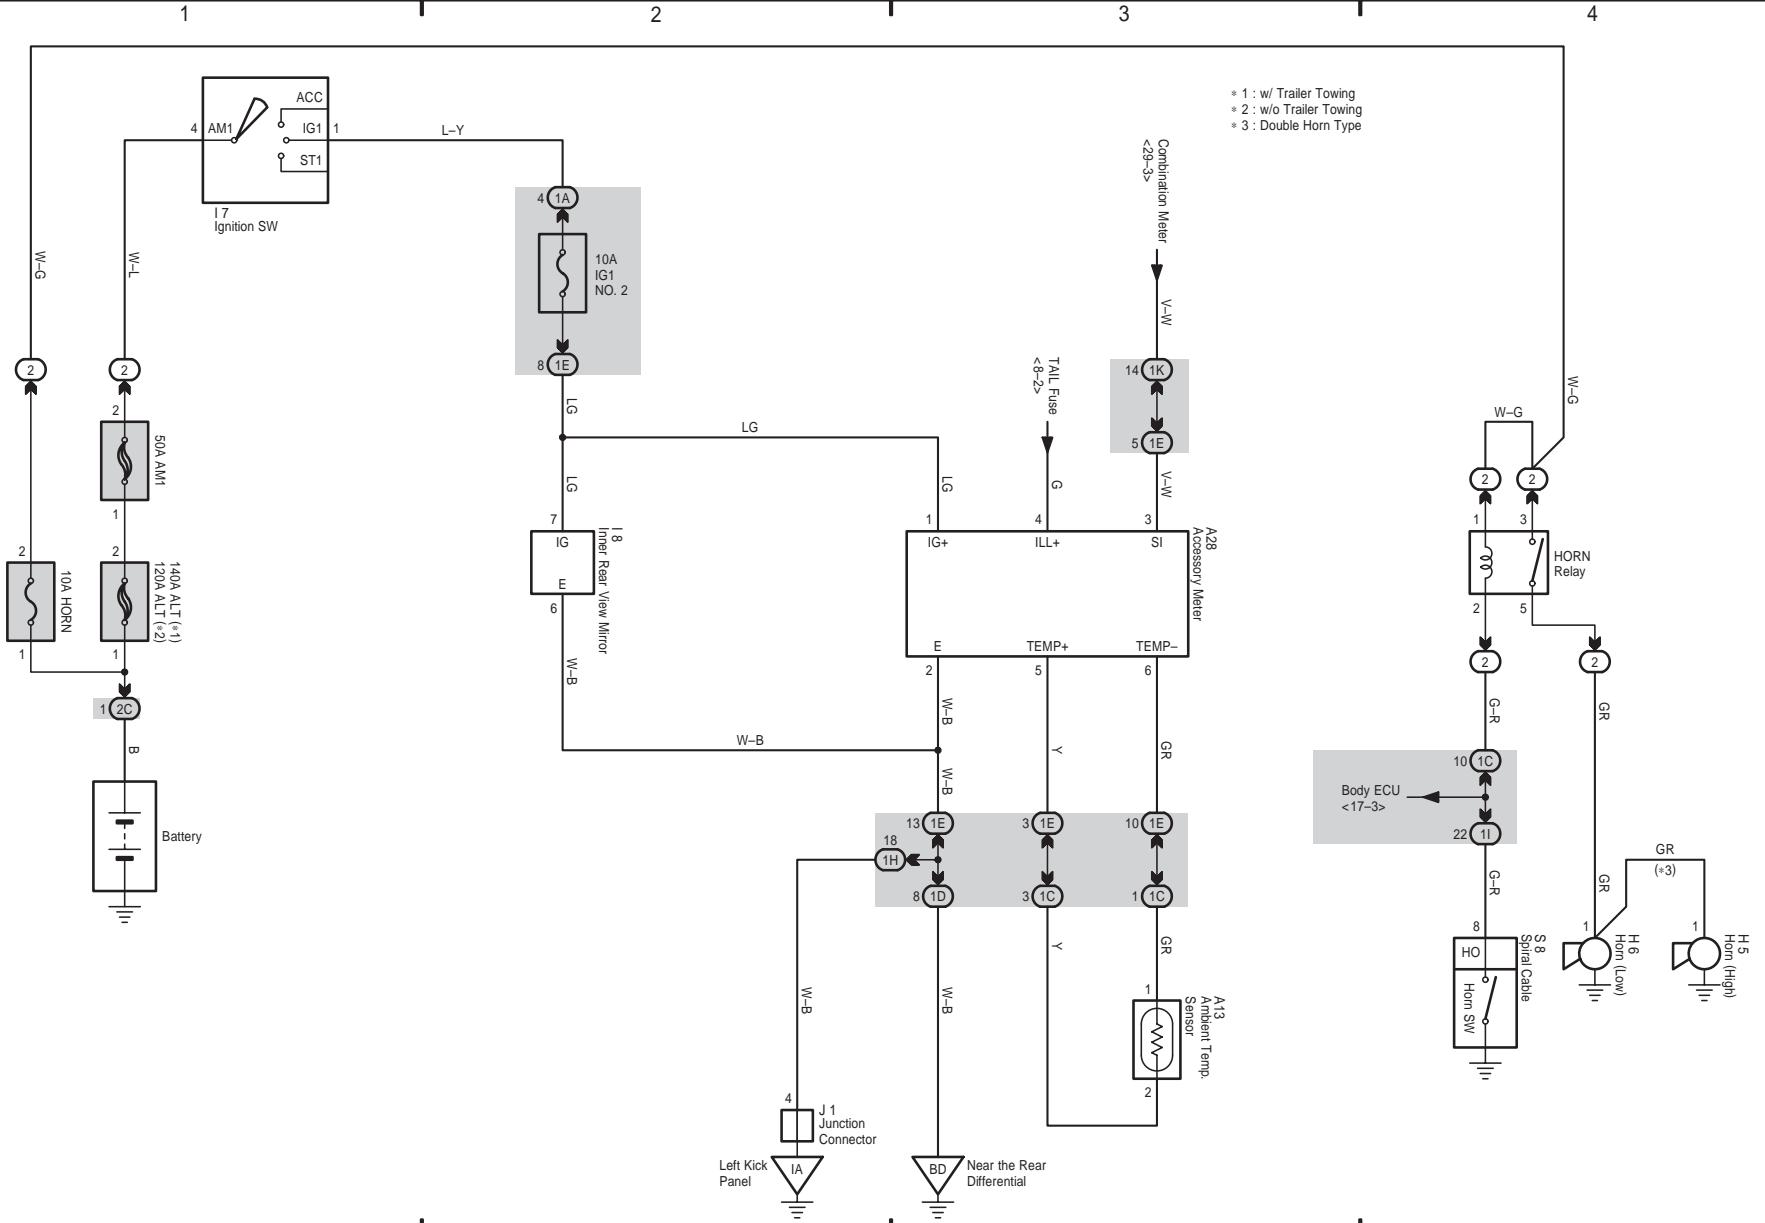 1
2
3
4
* 1 : w/ Trailer Towing
* 2 : w/o Trailer Towing
* 3 : Double Horn Type
ACC
4
AM1
IG1
1
ST1
I 7
Ignition SW
L–Y
W–G
W–L
2
2
2
50A AM1
1
2
10A HORN
1
2
140A ALT (*1)
120A ALT (*2)
1
1
2C
B
Battery
4
1A
10A
IG1
NO. 2
8
1E
LG
LG
LG
LG
7
IG
E
6
I 8
Inner Rear View Mirror
W–B
W–B
Combination Meter
<29–3>
V–W
14
1K
5
1E
V–W
TAIL Fuse
<8–2>
G
1
4
3
IG+
ILL+
SI
A28
Accessory Meter
E
TEMP+
TEMP–
2
5
6
W–B
Y
GR
W–B
13
1E
3
1E
10
1E
18
1H
8
1D
3
1C
1
1C
W–B
W–B
Y
GR
1
A13
Ambient Temp.
Sensor
2
4
J 1
Junction
Connector
Left Kick
Panel
IA
BD
Near the Rear
Differential
W–G
W–G
2
2
1
3
HORN
Relay
2
5
2
2
G–R
GR
10
1C
Body ECU
<17–3>
22
1I
G–R
GR
GR
(*3)
8
HO
Horn SW
S 8
Spiral Cable
1
H 6
Horn (Low)
1
H 5
Horn (High)